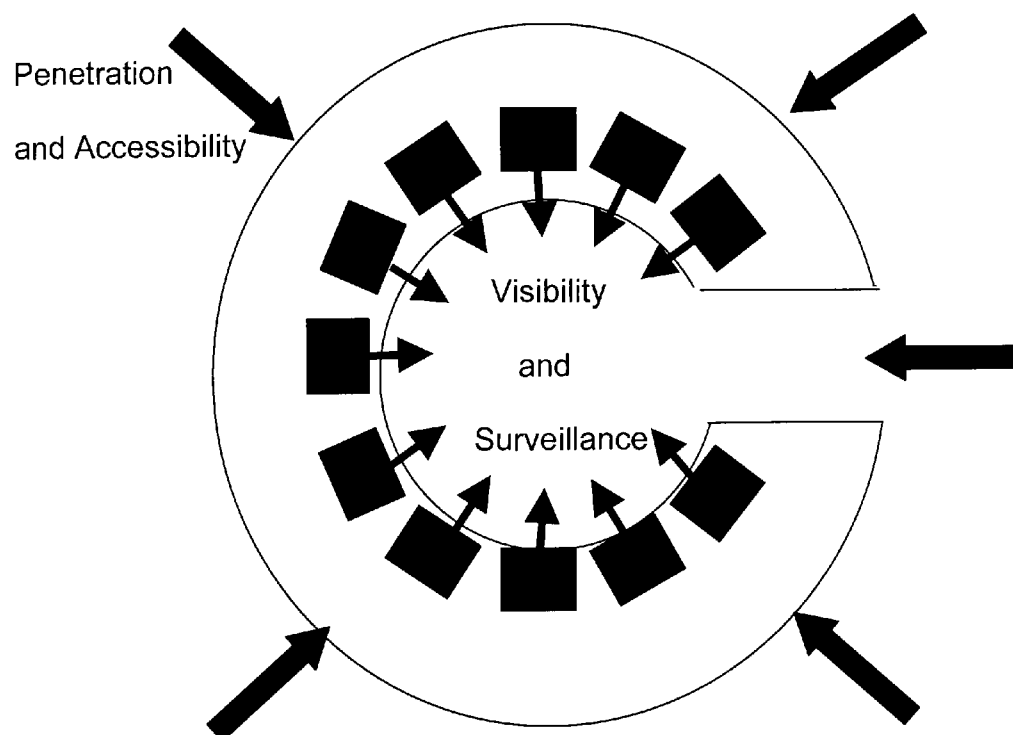 Penetration
and Accessibility
Visibility
and
Surveillance